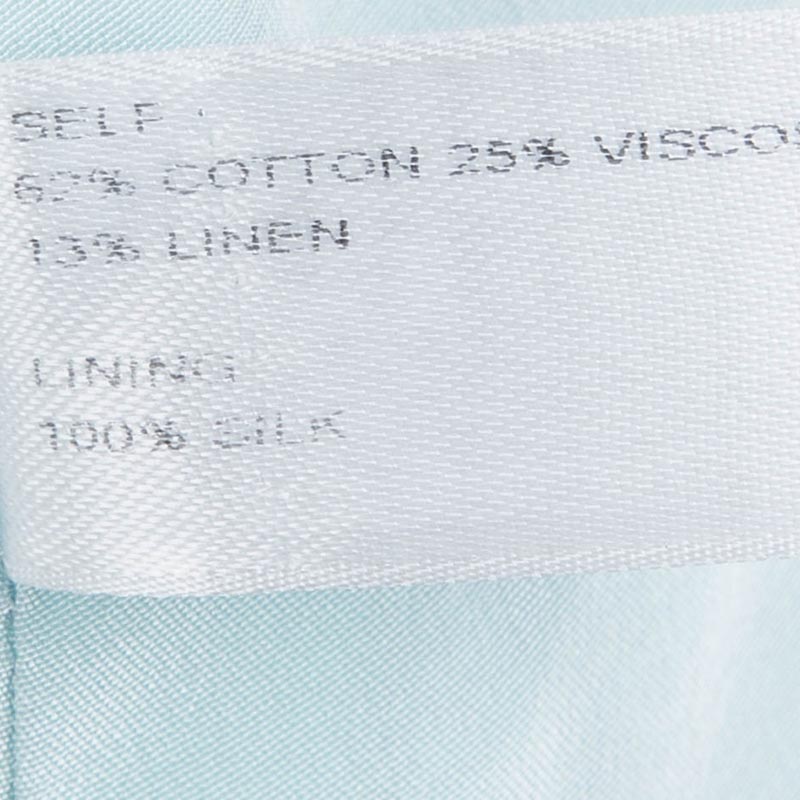 SELF
62% COTTON 25% VISCOS
13% LINEN
LINING
100% SILK